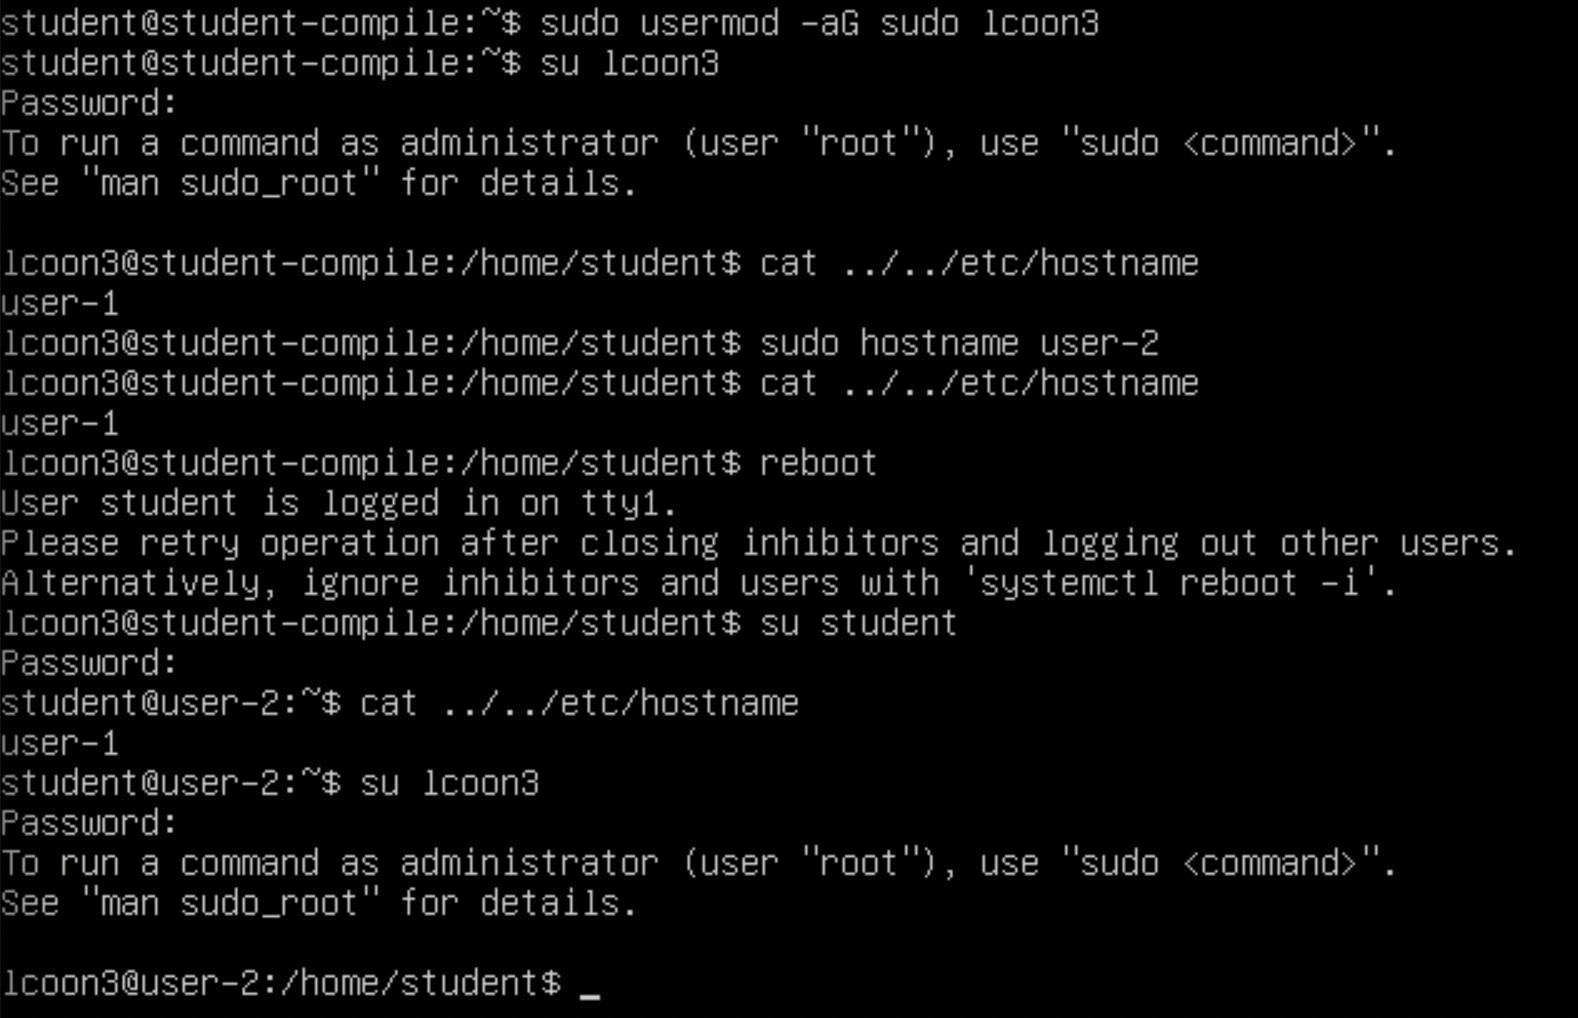 student@student-compile:~$ sudo usermod -aG sudo lcoon3
student@student-compile:~$ su lcoon3
Password:
To run a command as administrator (user "root"), use "sudo <command>".
See "man sudo_root" for details.

lcoon3@student-compile:/home/student$ cat ../../etc/hostname
user-1
lcoon3@student-compile:/home/student$ sudo hostname user-2
lcoon3@student-compile:/home/student$ cat ../../etc/hostname
user-1
lcoon3@student-compile:/home/student$ reboot
User student is logged in on tty1.
Please retry operation after closing inhibitors and logging out other users.
Alternatively, ignore inhibitors and users with 'systemctl reboot -i'.
lcoon3@student-compile:/home/student$ su student
Password:
student@user-2:~$ cat ../../etc/hostname
user-1
student@user-2:~$ su lcoon3
Password:
To run a command as administrator (user "root"), use "sudo <command>".
See "man sudo_root" for details.

lcoon3@user-2:/home/student$ _